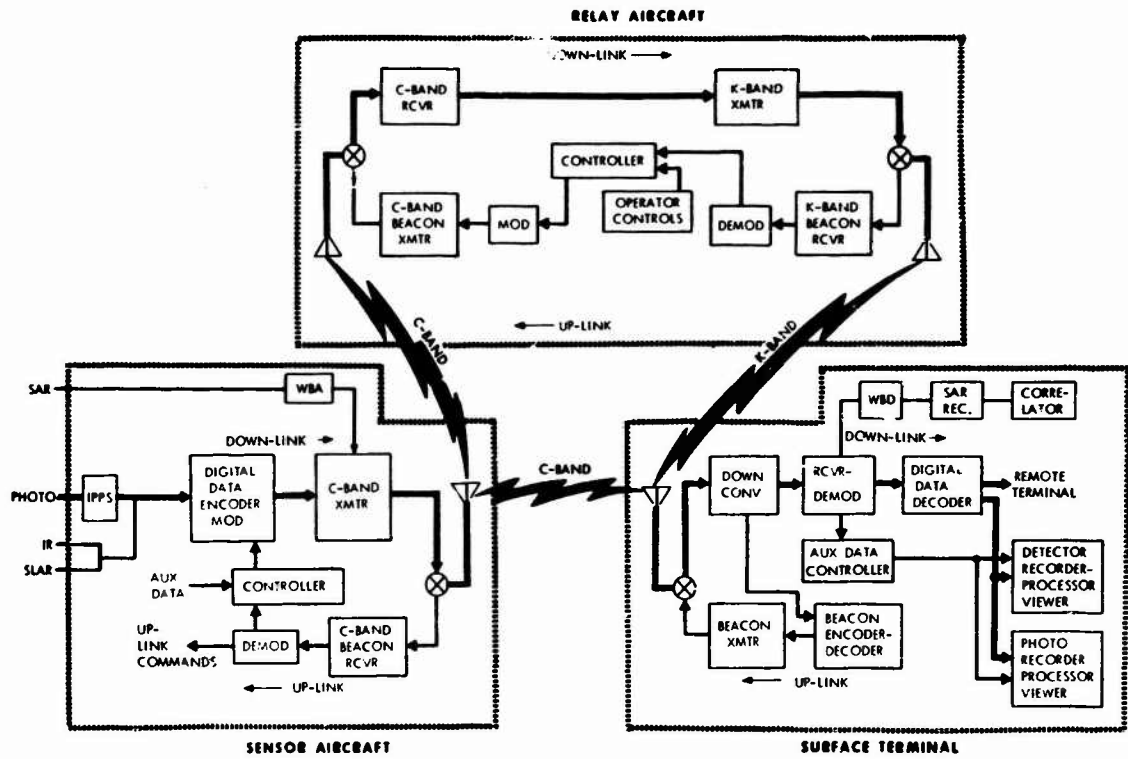 RELAY AIRCRAFT
DOWN-LINK
C-BAND
RCVR
K-BAND
XMTR
CONTROLLER
OPERATOR
CONTROLS
C-BAND
BEACON
XMTR
MOD
DEMOD
K-BAND
BEACON
RCVR
UP-LINK
C-BAND
K-BAND
C-BAND
SAR
WBA
DOWN-LINK
PHOTO
IPPS
DIGITAL
DATA
ENCODER
MOD
C-BAND
XMTR
IR
SLAR
AUX
DATA
CONTROLLER
UP-
LINK
COMMANDS
DEMOD
C-BAND
BEACON
RCVR
UP-LINK
SENSOR AIRCRAFT
WBD
SAR
REC.
CORRE-
LATOR
DOWN-LINK
DOWN
CONV
RCVR-
DEMOD
DIGITAL
DATA
DECODER
REMOTE
TERMINAL
AUX DATA
CONTROLLER
DETECTOR
RECORDER-
PROCESSOR
VIEWER
BEACON
XMTR
BEACON
ENCODER-
DECODER
PHOTO
RECORDER
PROCESSOR
VIEWER
UP-LINK
SURFACE TERMINAL